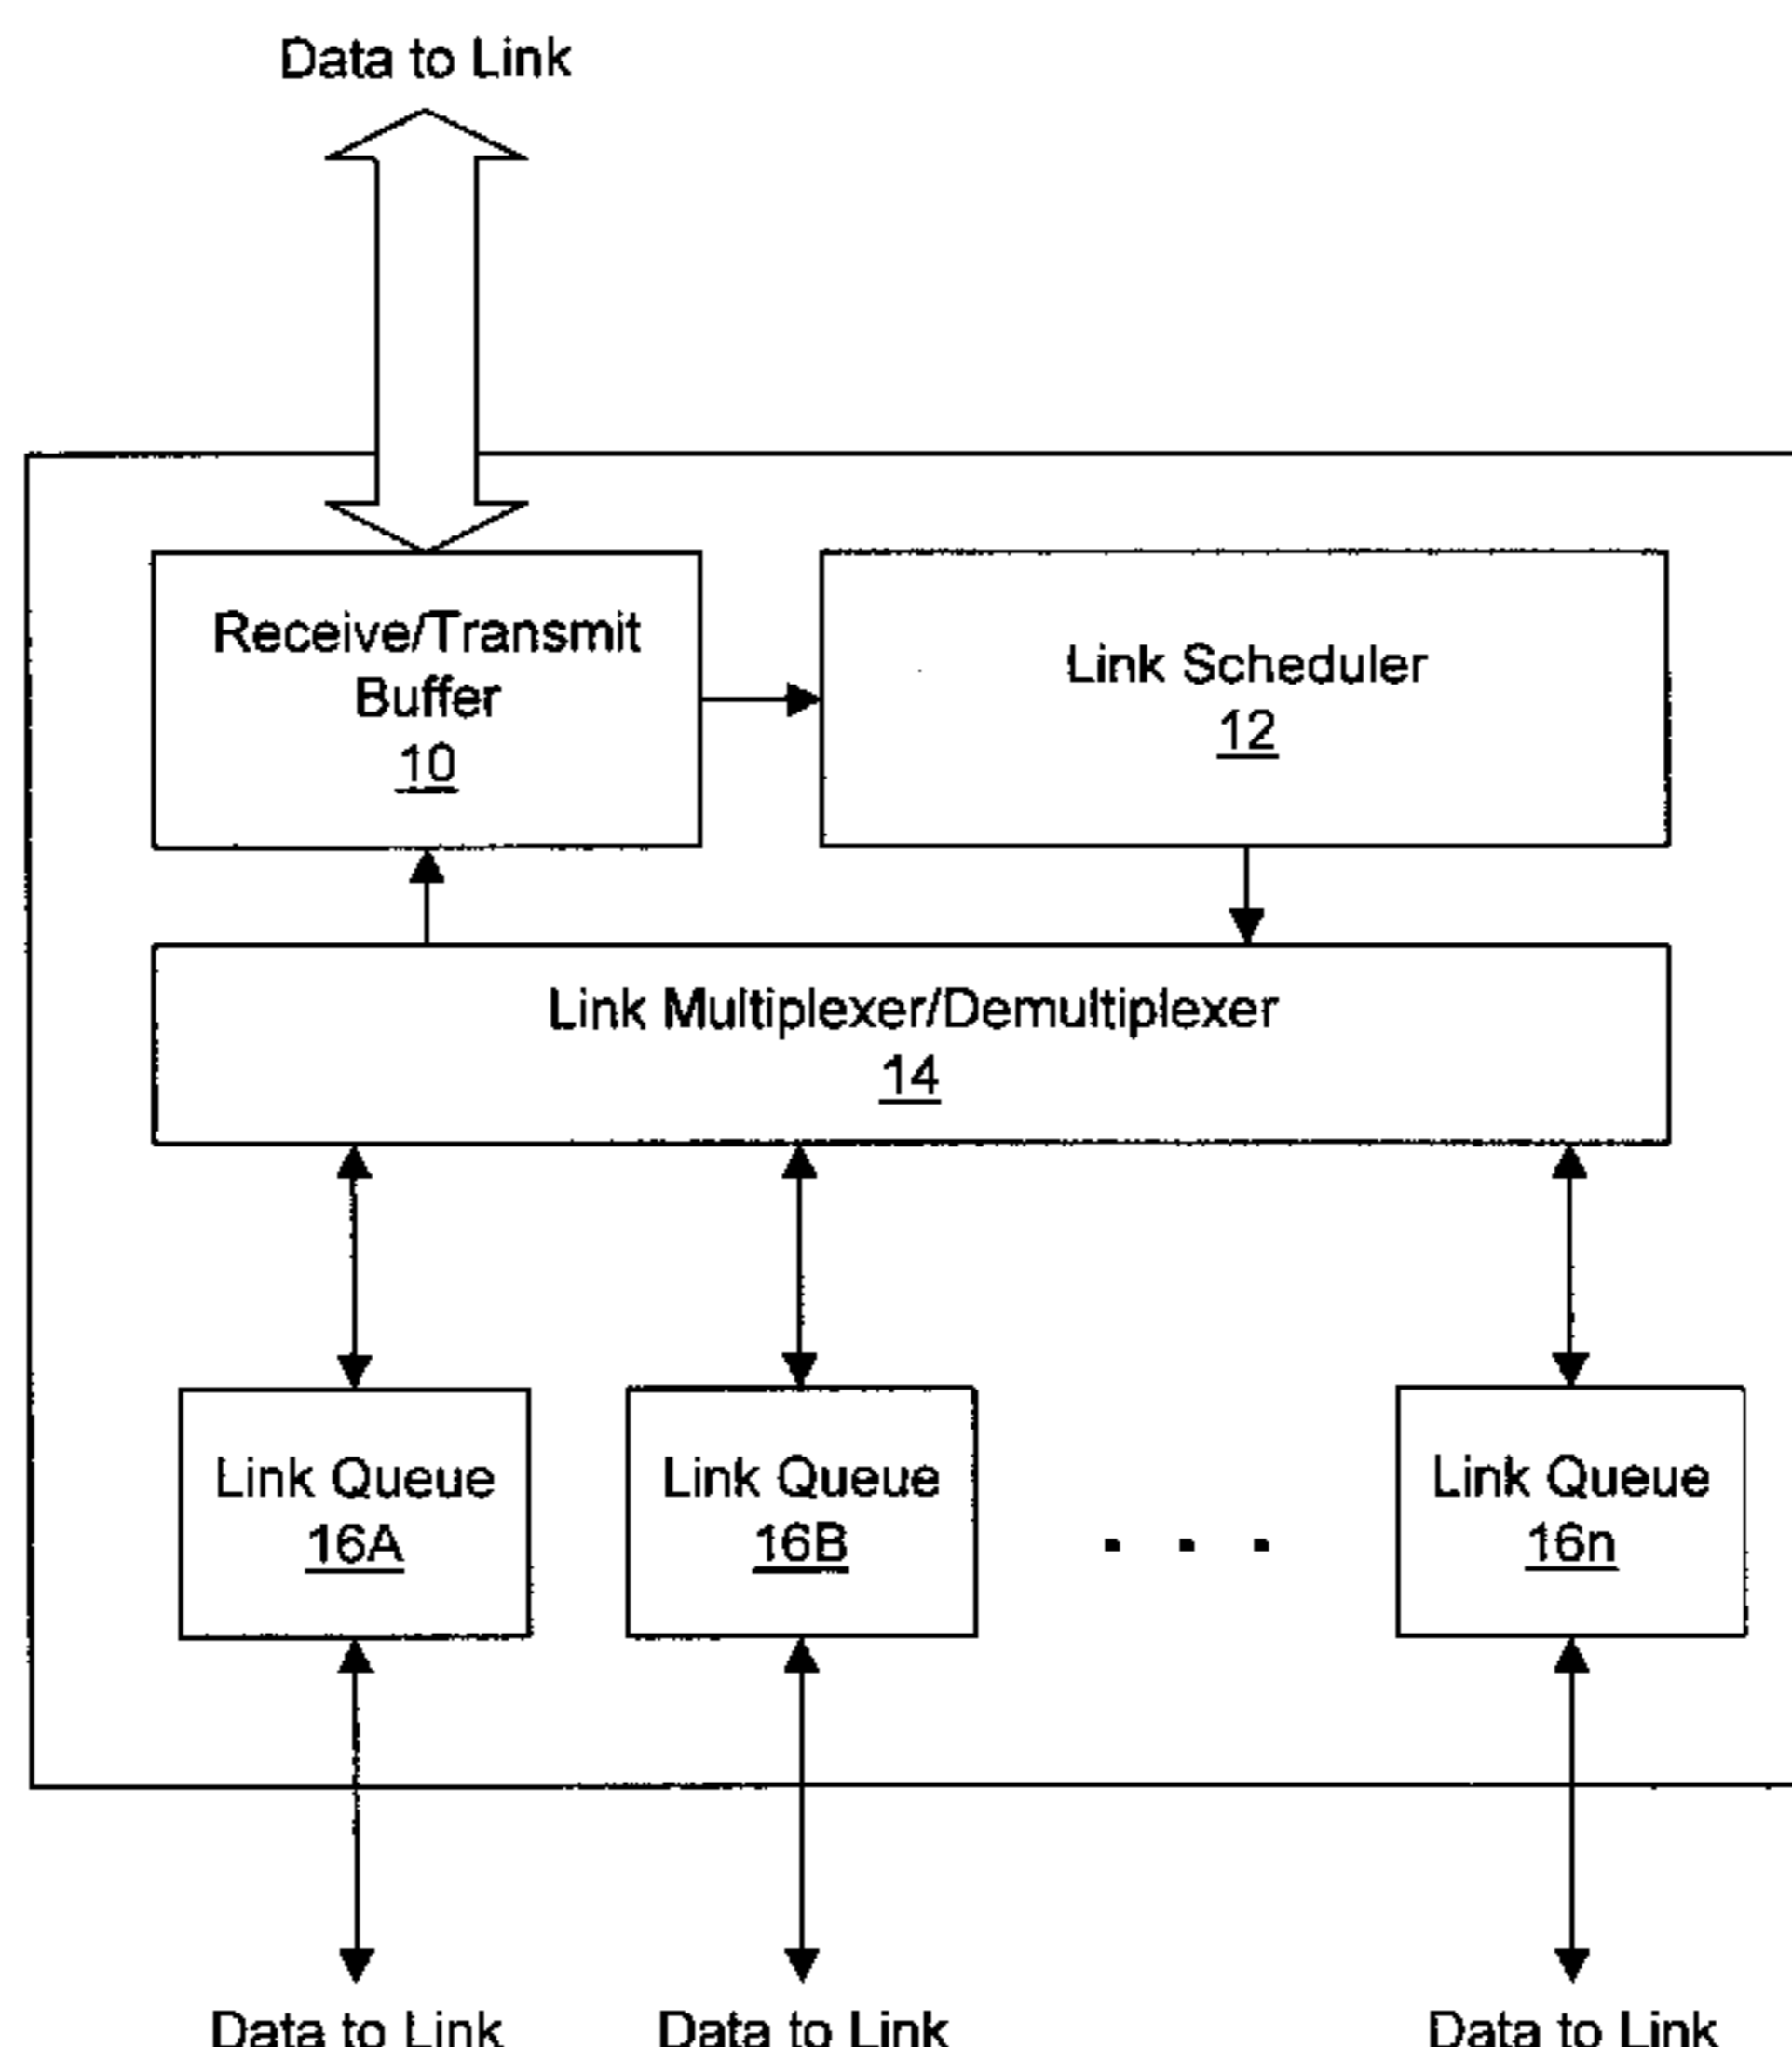 Data to Link
Receive/Transmit
Buffer
10
Link Scheduler
12
Link Multiplexer/Demultiplexer
14
Link Queue
16A
Link Queue
16B
. . .
Link Queue
16n
Data to Link
Data to Link
Data to Link